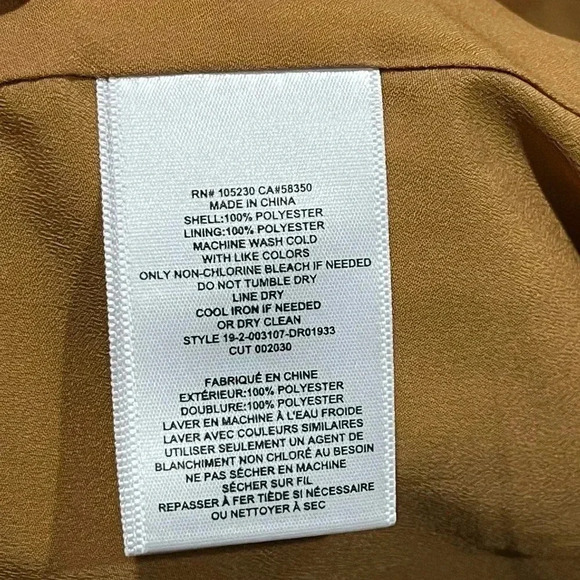 RN# 105230 CA#58350
MADE IN CHINA
SHELL:100% POLYESTER
LINING:100% POLYESTER
MACHINE WASH COLD
WITH LIKE COLORS
ONLY NON-CHLORINE BLEACH IF NEEDED
DO NOT TUMBLE DRY
LINE DRY
COOL IRON IF NEEDED
OR DRY CLEAN
STYLE 19-2-003107-DR01933
CUT 002030
FABRIQUÉ EN CHINE
EXTÉRIEUR:100% POLYESTER
DOUBLURE:100% POLYESTER
LAVER EN MACHINE À L'EAU FROIDE
LAVER AVEC COULEURS SIMILAIRES
UTILISER SEULEMENT UN AGENT DE
BLANCHIMENT NON CHLORÉ AU BESOIN
NE PAS SÉCHER EN MACHINE
SÉCHER SUR FIL
REPASSER À FER TIÈDE SI NÉCESSAIRE
OU NETTOYER À SEC